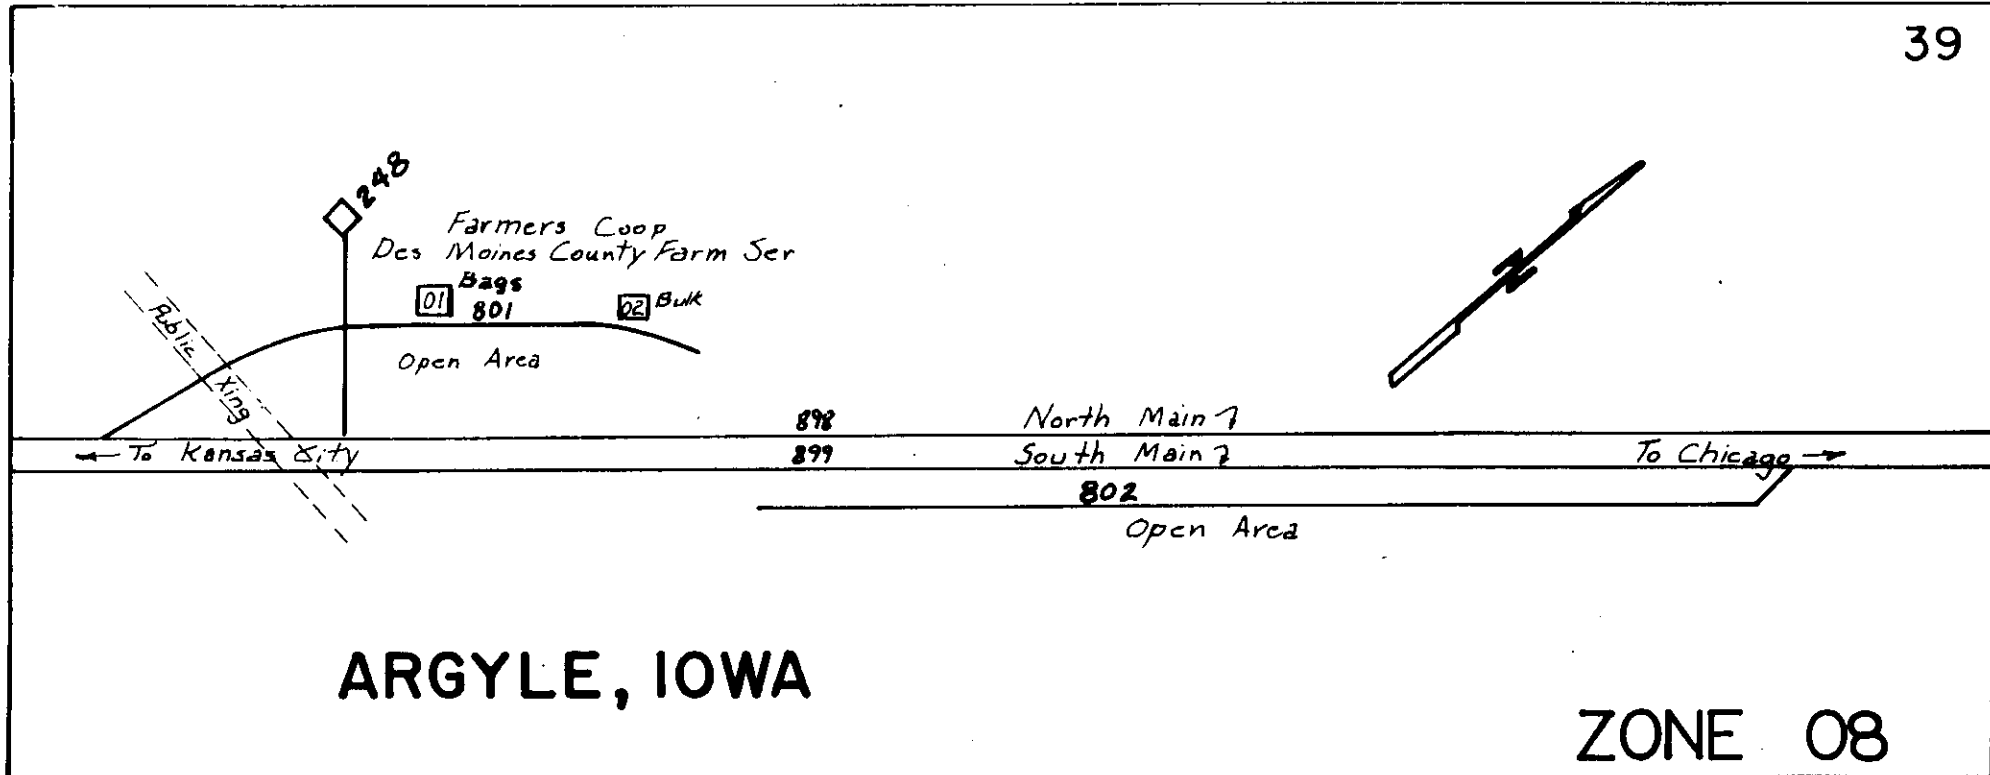 39
248
Farmers Coop
Des Moines County Farm Ser
01 Bags
801
02 Bulk
Public Xing
Open Area
N
898 North Main
← To Kansas City 899 South Main To Chicago →
802
Open Area
ARGYLE, IOWA
ZONE 08